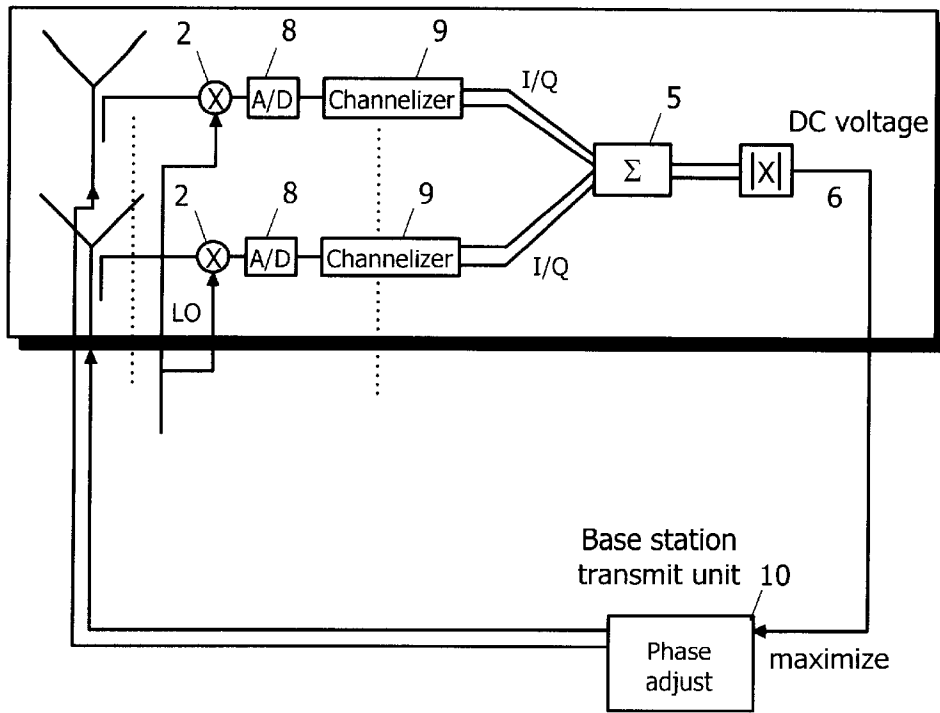 2 8 9
X A/D Channelizer I/Q
5
Σ
DC voltage
|X|
6
2 8 9
X A/D Channelizer
I/Q
LO
Base station
transmit unit 10
Phase
adjust
maximize